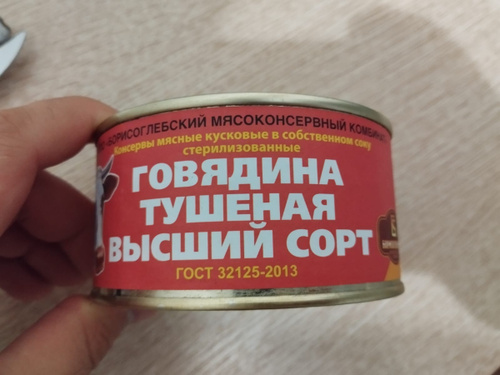 БОРИСОГЛЕБСКИЙ МЯСОКОНСЕРВНЫЙ КОМБИНАТ
Консервы мясные кусковые в собственном соку
стерилизованные
ГОВЯДИНА
ТУШЕНАЯ
ВЫСШИЙ СОРТ
ГОСТ 32125-2013